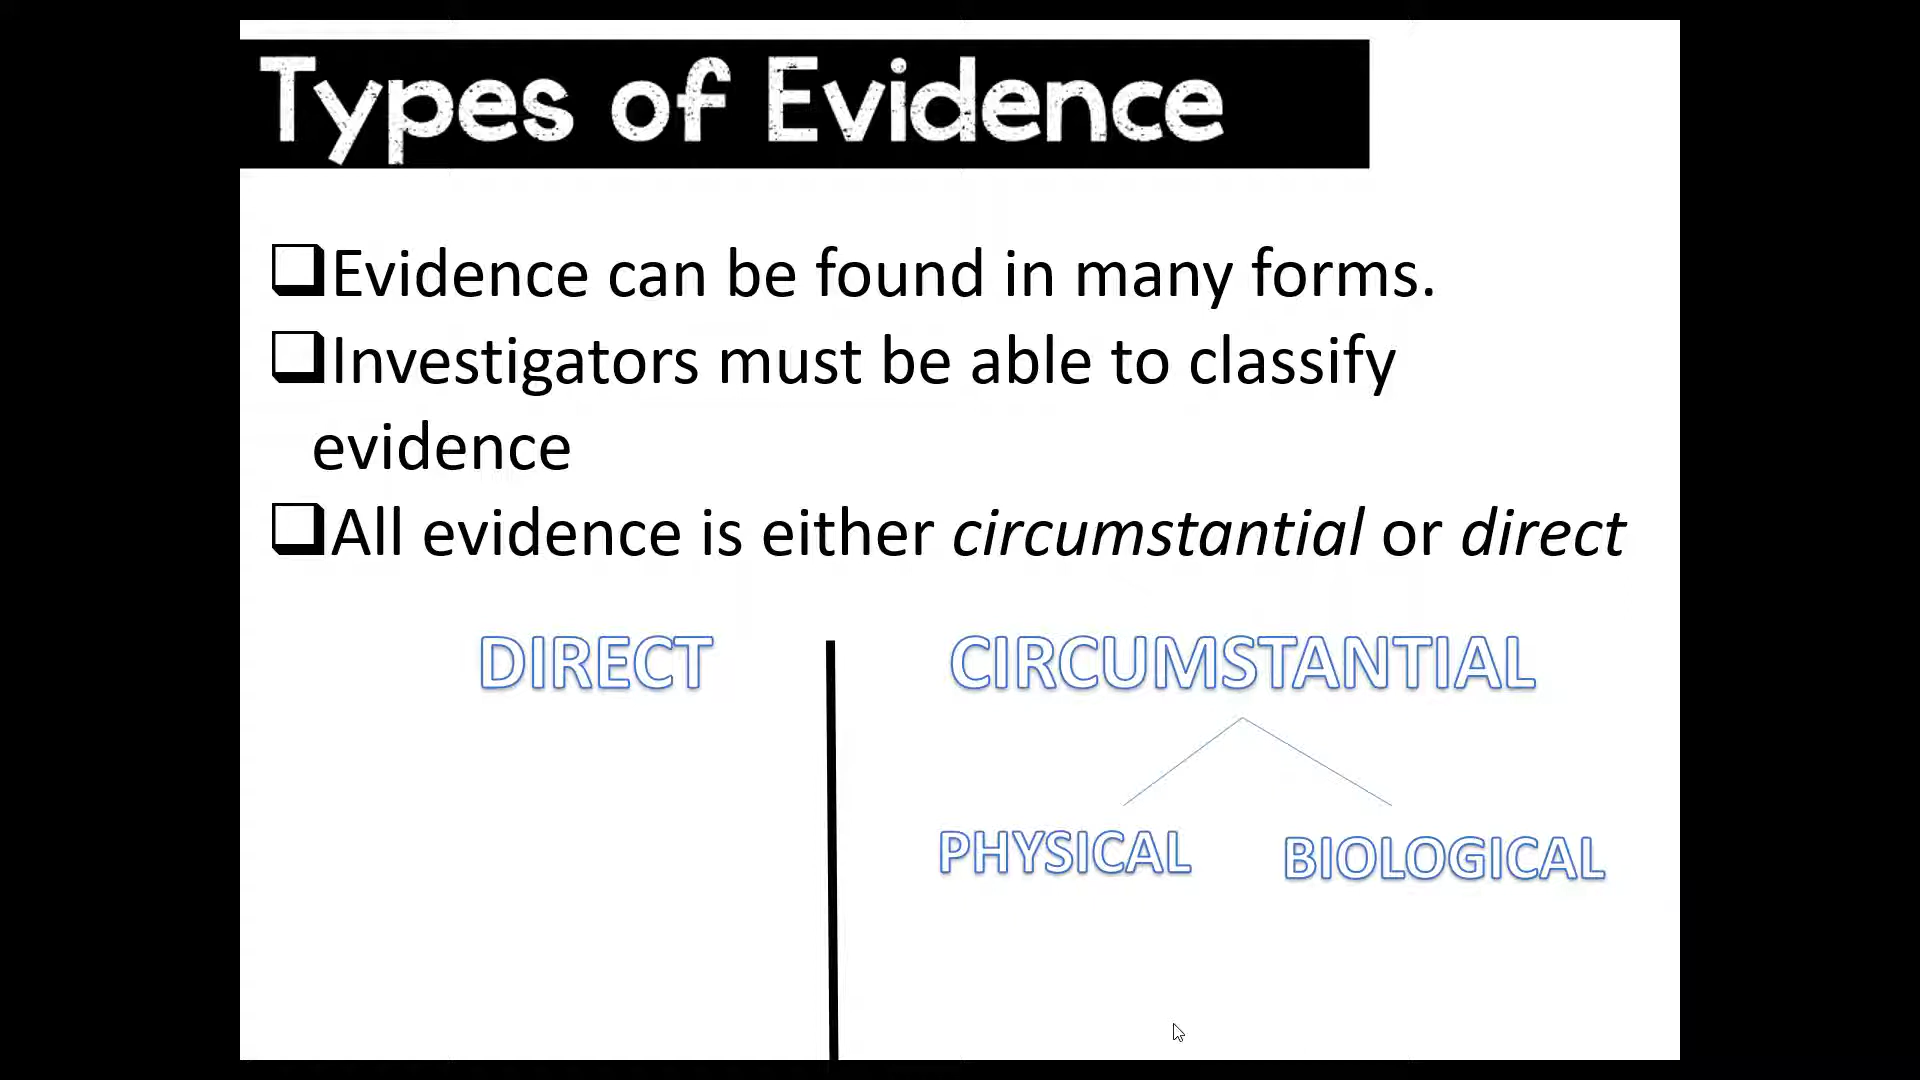 Types of Evidence
Evidence can be found in many forms.
Investigators must be able to classify
evidence
All evidence is either circumstantial or direct
DIRECT
CIRCUMSTANTIAL
PHYSICAL
BIOLOGICAL